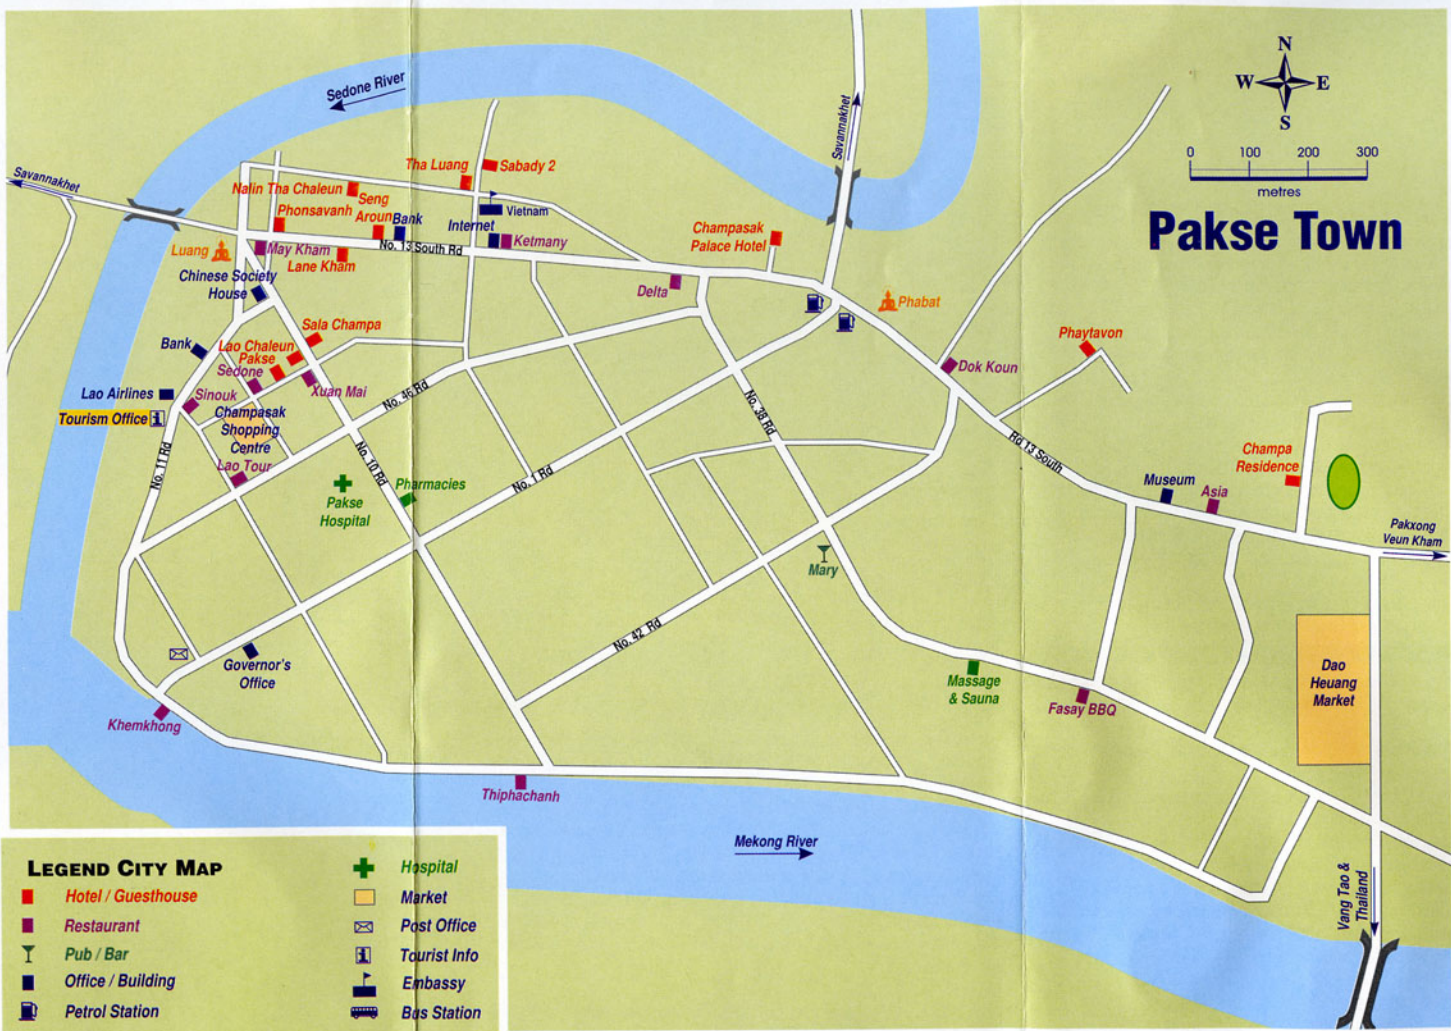 Sedone River
Savannakhet
N
W
E
S
0 100 200 300
metres
Pakse Town
Savannakhet
Tha Luang
Sabady 2
Nalin Tha Chaleun
Seng
Aroun
Phonsavanh
Bank
Internet
Vietnam
Ketmany
No. 13 South Rd
Luang
May Kham
Lane Kham
Champasak
Palace Hotel
Chinese Society
House
Delta
Phabat
Sala Champa
Bank
Lao Chaleun
Pakse
Sedone
Xuan Mai
Phaytavon
Dok Koun
Lao Airlines
Sinouk
Tourism Office
Champasak
Shopping
Centre
No. 46 Rd
No. 38 Rd
No. 11 Rd
Lao Tour
No. 10 Rd
Rd 13 South
Champa
Residence
Pakse
Hospital
Pharmacies
No. 1 Rd
Museum
Asia
Pakxong
Veun Kham
Mary
No. 42 Rd
Governor's
Office
Massage
& Sauna
Fasay BBQ
Dao
Heuang
Market
Khemkhong
Thiphachanh
Mekong River
Vang Tao &
Thailand
LEGEND CITY MAP
Hotel / Guesthouse
Restaurant
Pub / Bar
Office / Building
Petrol Station
Hospital
Market
Post Office
Tourist Info
Embassy
Bus Station